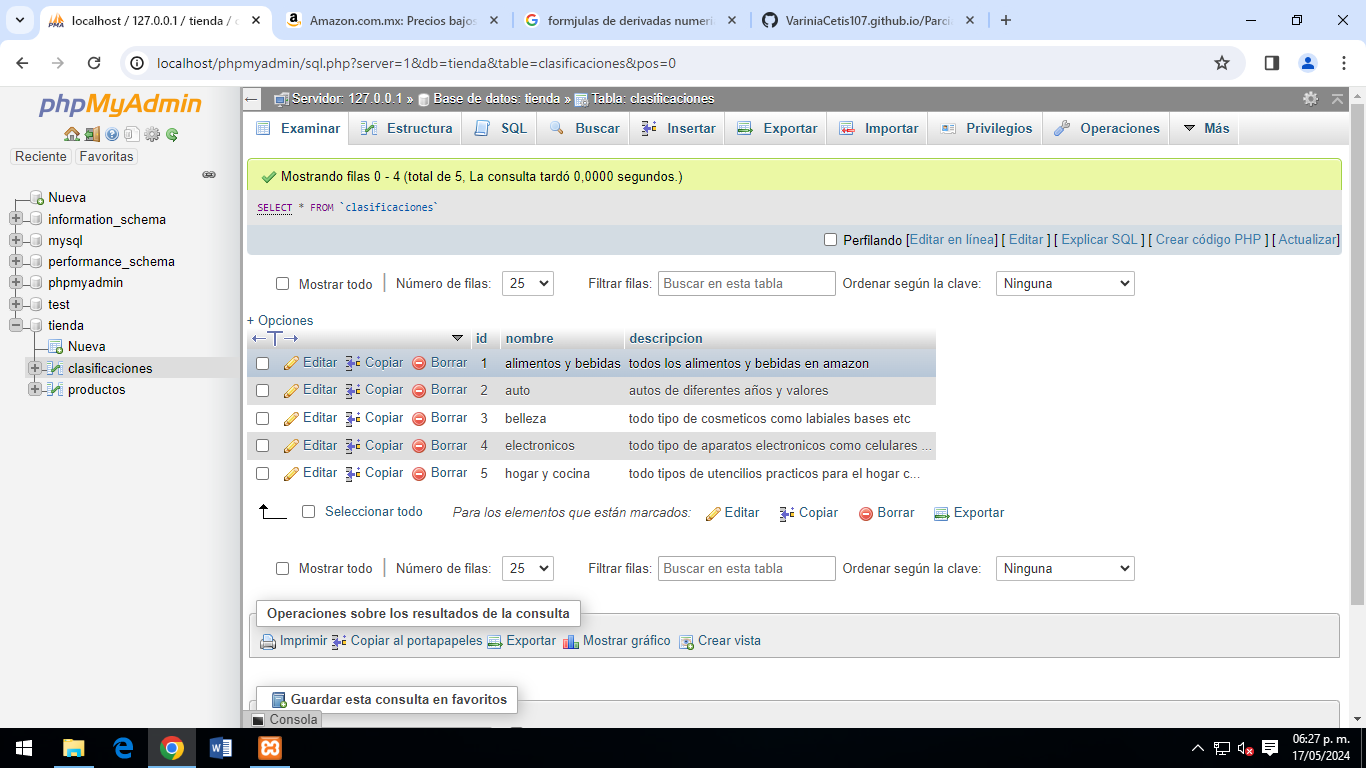 localhost / 127.0.0.1 / tienda / c
Amazon.com.mx: Precios bajos
formjulas de derivadas numeri
VariniaCetis107.github.io/Parci
localhost/phpmyadmin/sql.php?server=1&db=tienda&table=clasificaciones&pos=0
phpMyAdmin
Reciente Favoritas
Nueva
information_schema
mysql
performance_schema
phpmyadmin
test
tienda
Nueva
clasificaciones
productos
Servidor: 127.0.0.1 » Base de datos: tienda » Tabla: clasificaciones
Examinar Estructura SQL Buscar Insertar Exportar Importar Privilegios Operaciones Más
Mostrando filas 0 - 4 (total de 5, La consulta tardó 0,0000 segundos.)
SELECT * FROM `clasificaciones`
Perfilando [Editar en línea] [ Editar ] [ Explicar SQL ] [ Crear código PHP ] [ Actualizar]
Mostrar todo Número de filas: 25 Filtrar filas: Buscar en esta tabla Ordenar según la clave: Ninguna
+ Opciones
←T→ id nombre descripcion
Editar Copiar Borrar 1 alimentos y bebidas todos los alimentos y bebidas en amazon
Editar Copiar Borrar 2 auto autos de diferentes años y valores
Editar Copiar Borrar 3 belleza todo tipo de cosmeticos como labiales bases etc
Editar Copiar Borrar 4 electronicos todo tipo de aparatos electronicos como celulares ...
Editar Copiar Borrar 5 hogar y cocina todo tipos de utencilios practicos para el hogar c...
Seleccionar todo Para los elementos que están marcados: Editar Copiar Borrar Exportar
Mostrar todo Número de filas: 25 Filtrar filas: Buscar en esta tabla Ordenar según la clave: Ninguna
Operaciones sobre los resultados de la consulta
Imprimir Copiar al portapapeles Exportar Mostrar gráfico Crear vista
Guardar esta consulta en favoritos
Consola
06:27 p. m.
17/05/2024